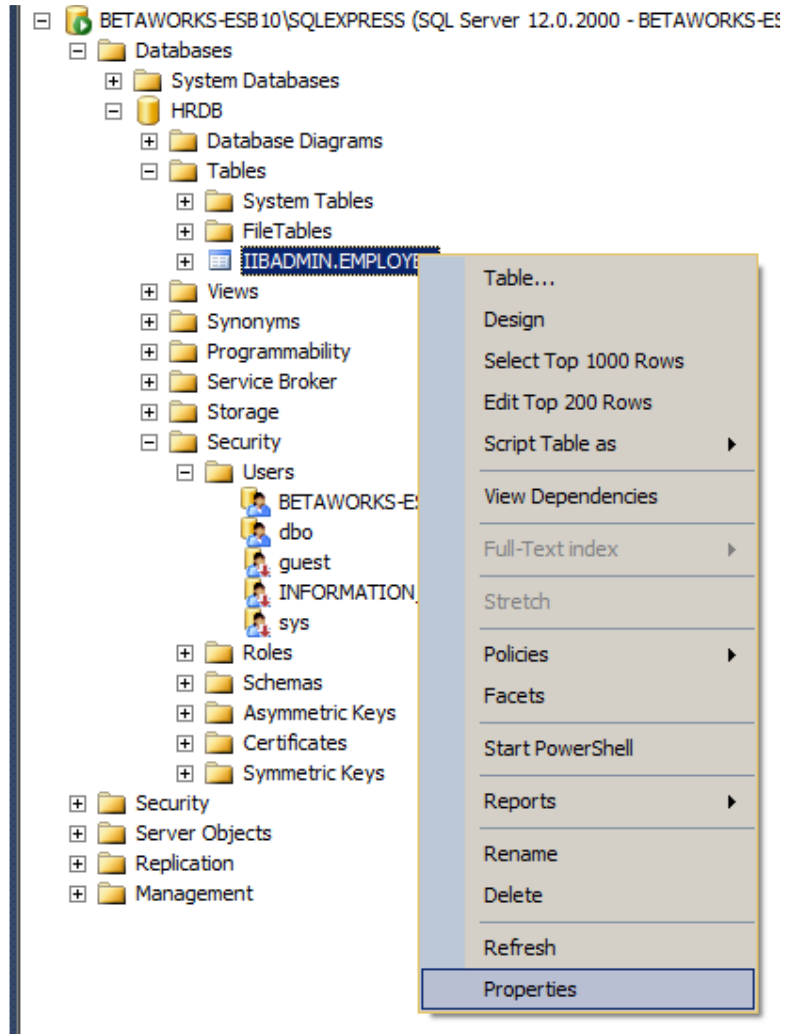 BETAWORKS-ESB10\SQLEXPRESS (SQL Server 12.0.2000 - BETAWORKS-ES
Databases
System Databases
HRDB
Database Diagrams
Tables
System Tables
FileTables
IIBADMIN.EMPLOYE
Views
Synonyms
Programmability
Service Broker
Storage
Security
Users
BETAWORKS-ES
dbo
guest
INFORMATION_
sys
Roles
Schemas
Asymmetric Keys
Certificates
Symmetric Keys
Security
Server Objects
Replication
Management
Table...
Design
Select Top 1000 Rows
Edit Top 200 Rows
Script Table as
View Dependencies
Full-Text index
Stretch
Policies
Facets
Start PowerShell
Reports
Rename
Delete
Refresh
Properties